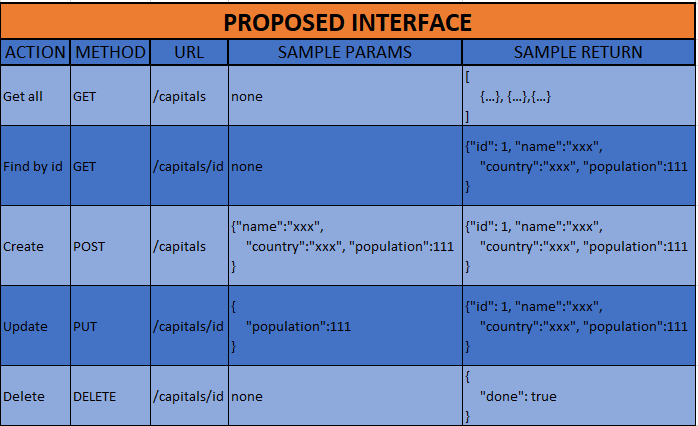 PROPOSED INTERFACE
ACTION METHOD URL SAMPLE PARAMS SAMPLE RETURN
Get all GET /capitals none
[
{...}, {...},{...}
]
Find by id GET /capitals/id none
{"id": 1, "name":"xxx",
"country":"xxx", "population":111
}
Create POST /capitals
{"name":"xxx",
"country":"xxx", "population":111
}
{"id": 1, "name":"xxx",
"country":"xxx", "population":111
}
Update PUT /capitals/id
{
"population":111
}
{"id": 1, "name":"xxx",
"country":"xxx", "population":111
}
Delete DELETE /capitals/id none
{
"done": true
}